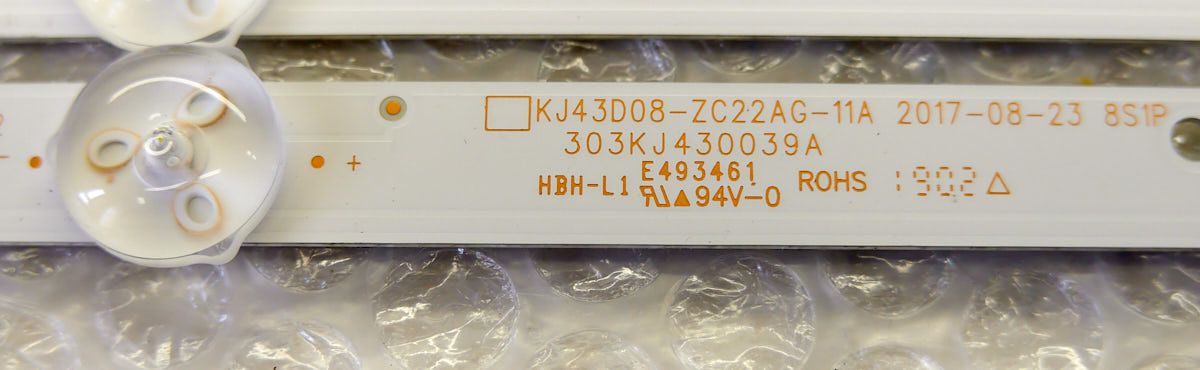 KJ43D08-ZC22AG-11A 2017-08-23 8S1P
303KJ430039A
E493461
HBH-L1 94V-0 ROHS 1902
- +